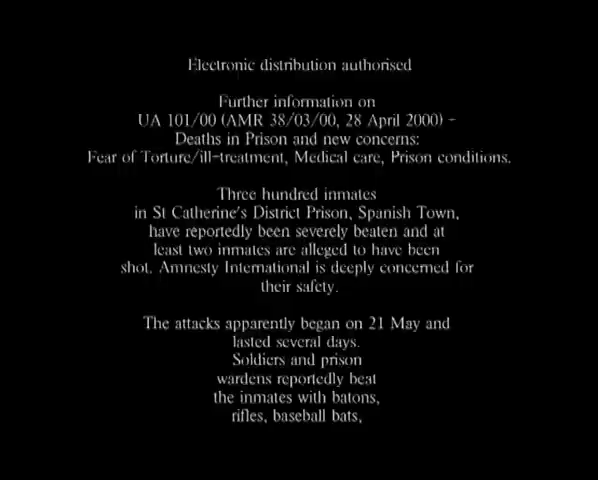 Electronic distribution authorised
Further information on
UA 101/00 (AMR 38/03/00, 28 April 2000) -
Deaths in Prison and new concerns:
Fear of Torture/ill-treatment, Medical care, Prison conditions.
Three hundred inmates
in St Catherine's District Prison, Spanish Town,
have reportedly been severely beaten and at
least two inmates are alleged to have been
shot. Amnesty International is deeply concerned for
their safety.
The attacks apparently began on 21 May and
lasted several days.
Soldiers and prison
wardens reportedly beat
the inmates with batons,
rifles, baseball bats,